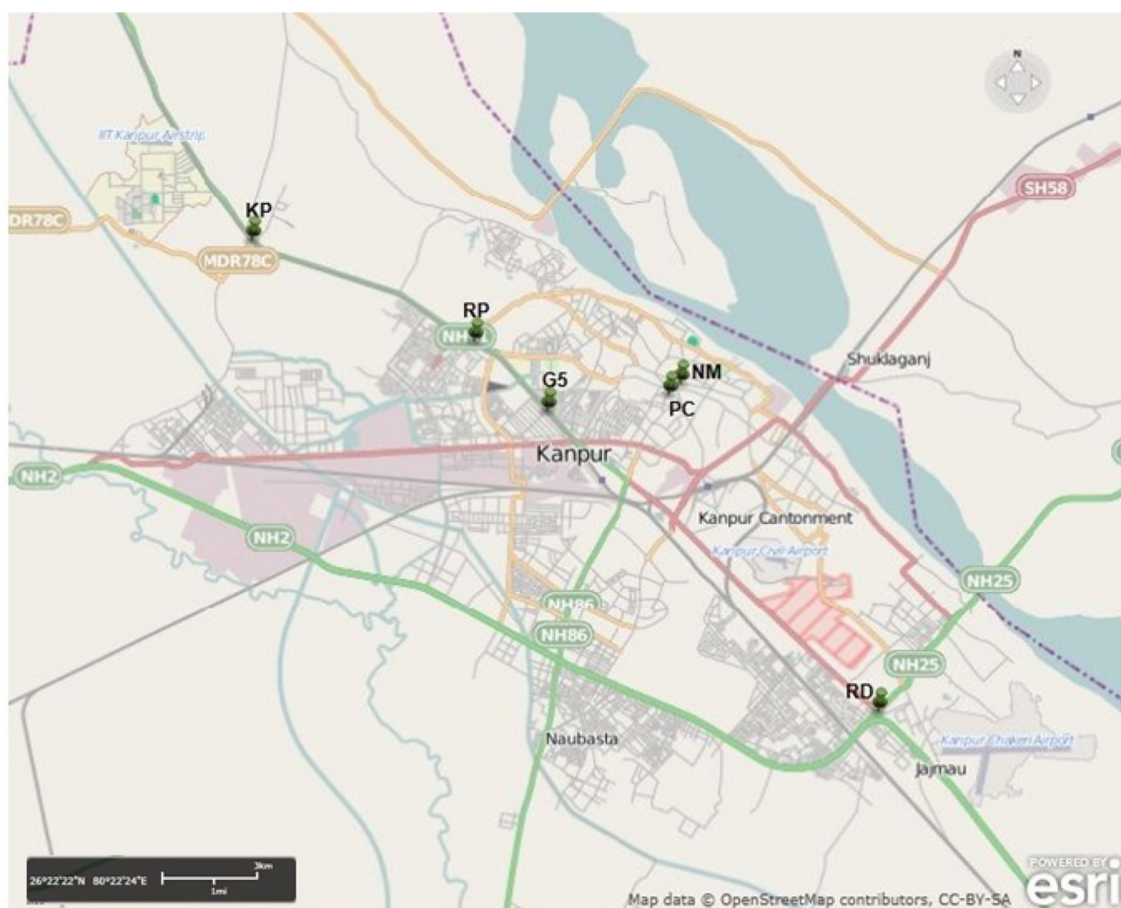 N
IIT Kanpur Airstrip
SH58
DR78C
KP
MDR78C
RP
Shuklaganj
NM
G5
PC
Kanpur
NH2
Kanpur Cantonment
NH2
Kanpur Civil Airport
NH25
NH86
NH86
NH25
RD
Naubasta
Kanpur Chakeri Airport
Jajmau
3km
26°22'22"N 80°22'24"E
1mi
POWERED BY
esri
Map data © OpenStreetMap contributors, CC-BY-SA